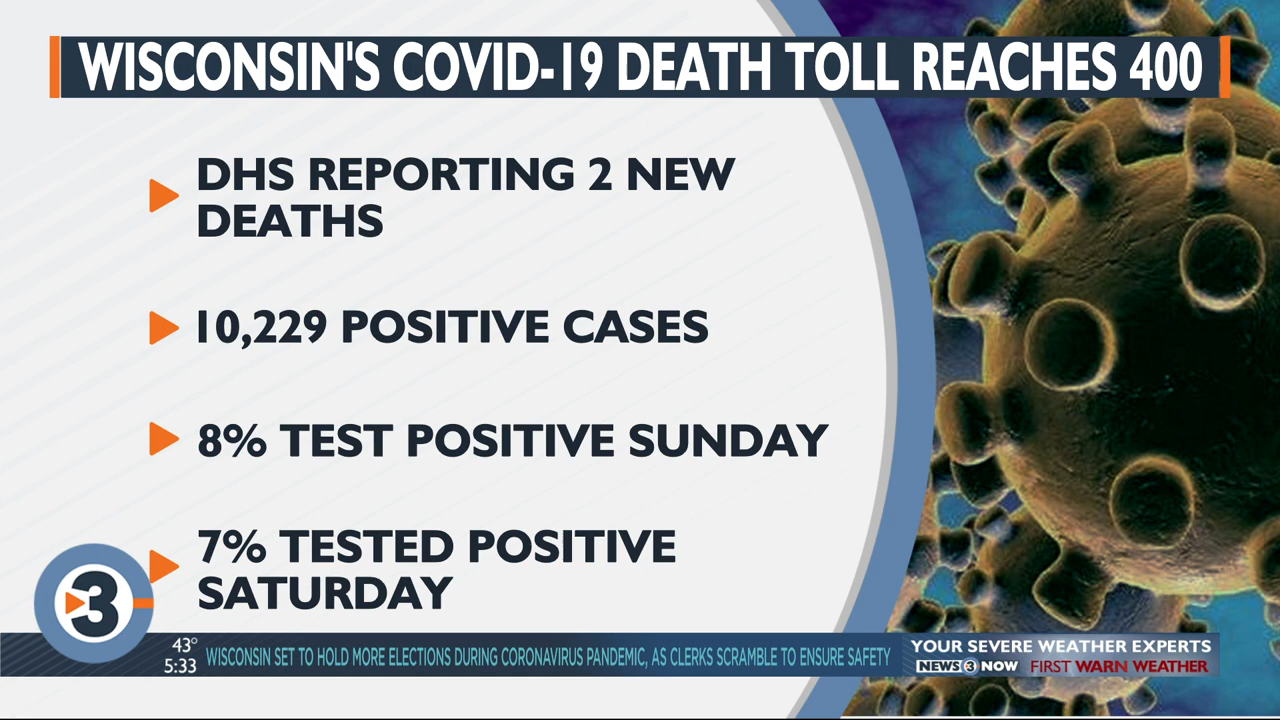 WISCONSIN'S COVID-19 DEATH TOLL REACHES 400
DHS REPORTING 2 NEW
DEATHS
10,229 POSITIVE CASES
8% TEST POSITIVE SUNDAY
7% TESTED POSITIVE
SATURDAY
3
43°
5:33
WISCONSIN SET TO HOLD MORE ELECTIONS DURING CORONAVIRUS PANDEMIC, AS CLERKS SCRAMBLE TO ENSURE SAFETY
YOUR SEVERE WEATHER EXPERTS
NEWS 3 NOW FIRST WARN WEATHER